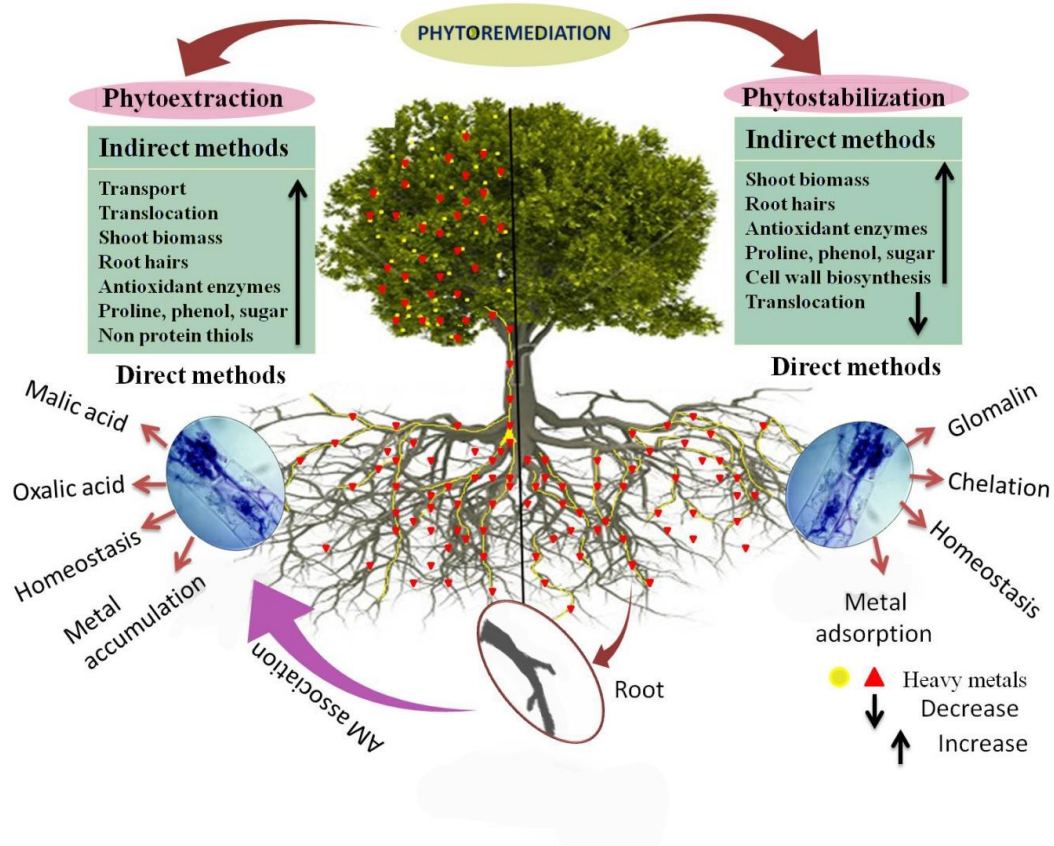 PHYTOREMEDIATION
Phytoextraction
Indirect methods
Transport
Translocation
Shoot biomass
Root hairs
Antioxidant enzymes
Proline, phenol, sugar
Non protein thiols
Direct methods
Malic acid
Oxalic acid
Homeostasis
Metal
accumulation
AM association
Root
Phytostabilization
Indirect methods
Shoot biomass
Root hairs
Antioxidant enzymes
Proline, phenol, sugar
Cell wall biosynthesis
Translocation
Direct methods
Glomalin
Chelation
Homeostasis
Metal
adsorption
Heavy metals
Decrease
Increase